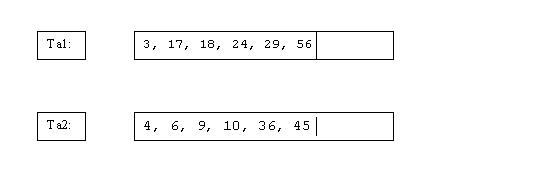 Ta1: 3, 17, 18, 24, 29, 56
Ta2: 4, 6, 9, 10, 36, 45